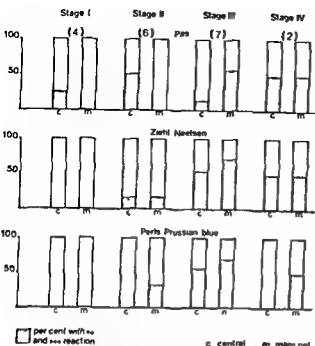 Stage I Stage II Stage III Stage IV
(4) (6) Pas (7) (2)
100
50
c m c m c m c m
Ziehl Neelsen
100
50
c m c m c m c m
Perls Prussian blue
100
50
c m c m c m c m
per cent with ++
and +++ reaction
c central m marginal